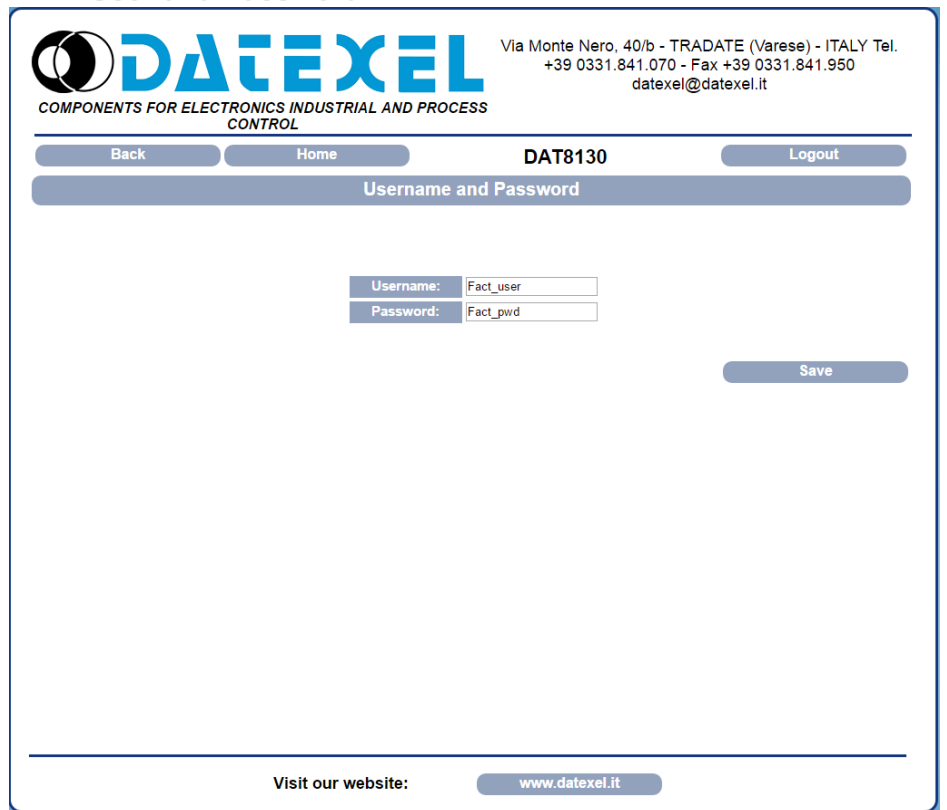 DATEXEL
COMPONENTS FOR ELECTRONICS INDUSTRIAL AND PROCESS
CONTROL
Via Monte Nero, 40/b - TRADATE (Varese) - ITALY Tel.
+39 0331.841.070 - Fax +39 0331.841.950
datexel@datexel.it
Back Home DAT8130 Logout
Username and Password
Username: Fact_user
Password: Fact_pwd
Save
Visit our website: www.datexel.it